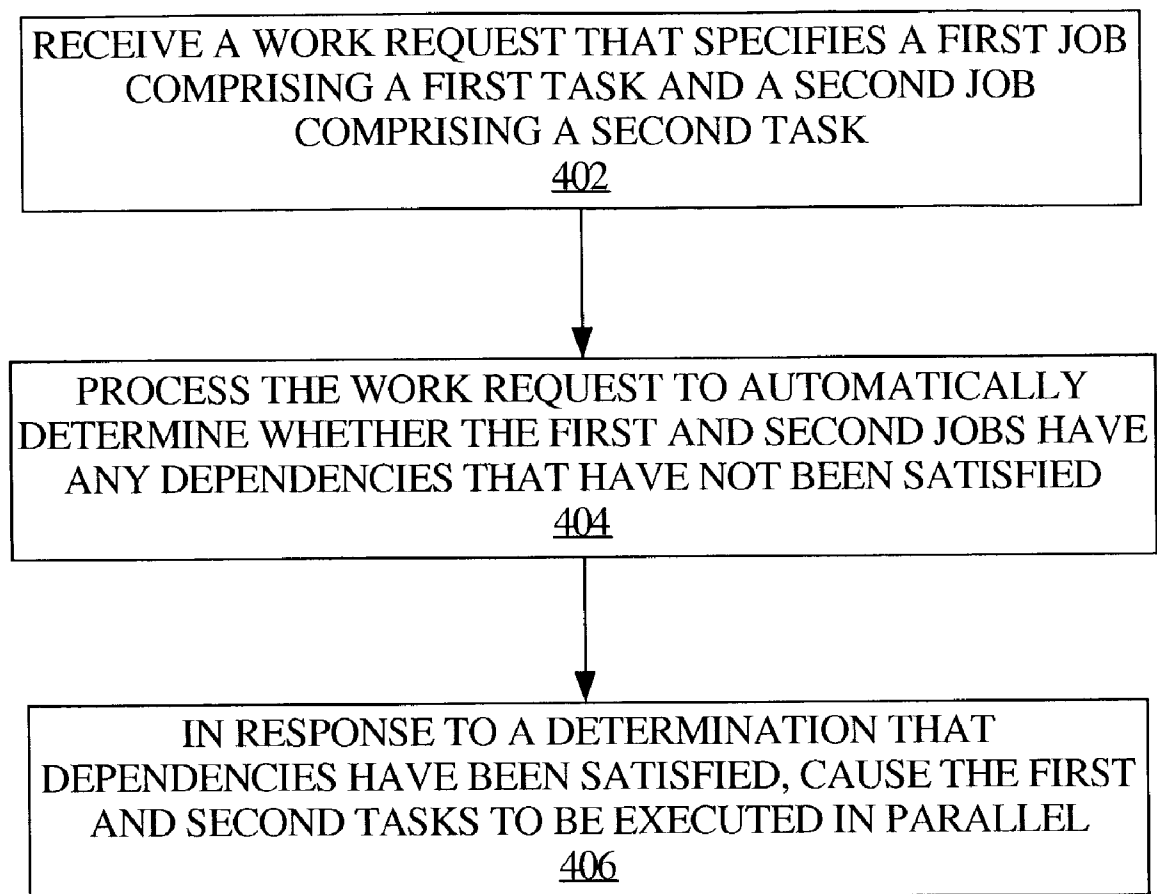 RECEIVE A WORK REQUEST THAT SPECIFIES A FIRST JOB
COMPRISING A FIRST TASK AND A SECOND JOB
COMPRISING A SECOND TASK
402
PROCESS THE WORK REQUEST TO AUTOMATICALLY
DETERMINE WHETHER THE FIRST AND SECOND JOBS HAVE
ANY DEPENDENCIES THAT HAVE NOT BEEN SATISFIED
404
IN RESPONSE TO A DETERMINATION THAT
DEPENDENCIES HAVE BEEN SATISFIED, CAUSE THE FIRST
AND SECOND TASKS TO BE EXECUTED IN PARALLEL
406